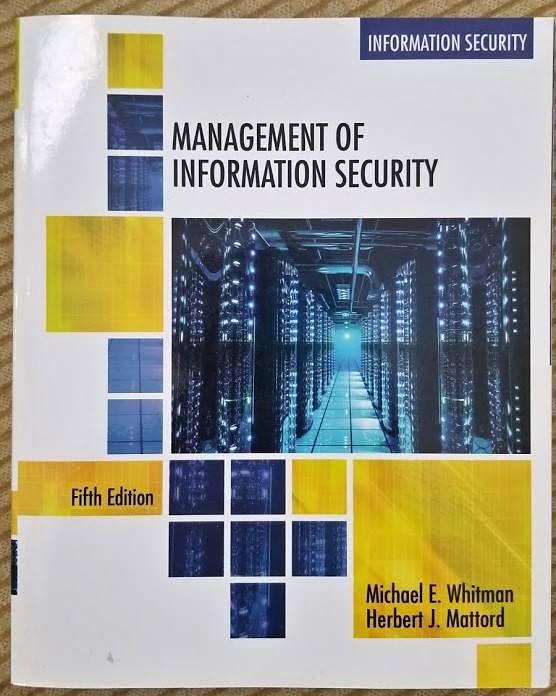 INFORMATION SECURITY
MANAGEMENT OF
INFORMATION SECURITY
Fifth Edition
Michael E. Whitman
Herbert J. Mattord